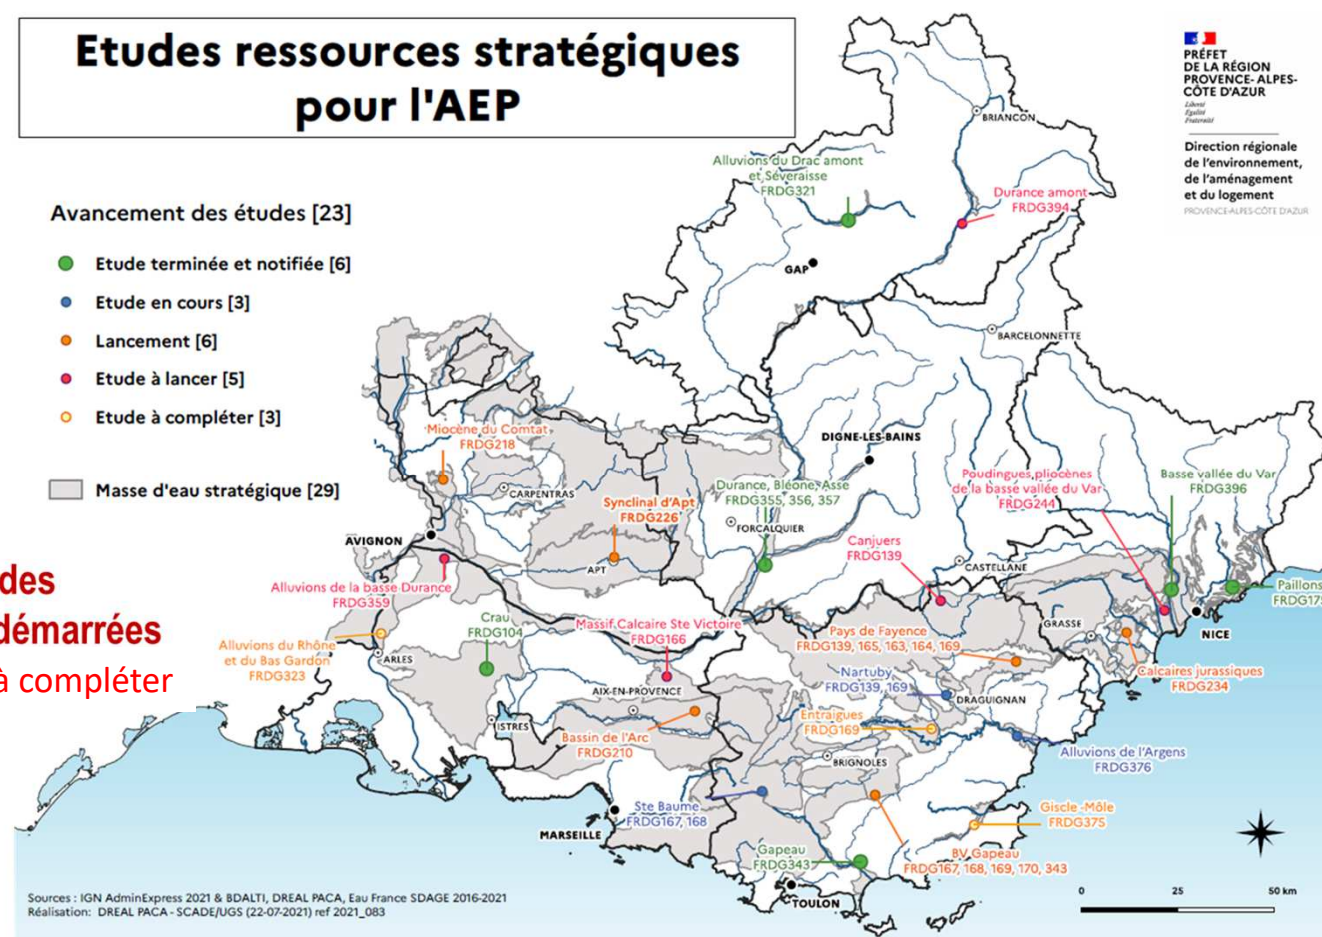 Etudes ressources stratégiques
pour l'AEP
PRÉFET
DE LA RÉGION
PROVENCE- ALPES-
CÔTE D'AZUR
Liberté
Égalité
Fraternité
Direction régionale
de l'environnement,
de l'aménagement
et du logement
PROVENCE-ALPES-CÔTE D'AZUR
Avancement des études [23]
Etude terminée et notifiée [6]
Etude en cours [3]
Lancement [6]
Etude à lancer [5]
Etude à compléter [3]
Masse d'eau stratégique [29]
des
démarrées
à compléter
BRIANCON
Alluvions du Drac amont
et Séveraisse
FRDG321
Durance amont
FRDG394
GAP
BARCELONNETTE
Miocène du Comtat
FRDG218
CARPENTRAS
DIGNE-LES-BAINS
Durance, Bléone, Asse
FRDG355, 356, 357
Poudingues pliocènes
de la basse vallée du Var
FRDG244
Basse vallée du Var
FRDG396
Synclinal d'Apt
FRDG226
FORCALQUIER
AVIGNON
APT
Canjuers
FRDG139
CASTELLANE
Alluvions de la basse Durance
FRDG359
Paillons
FRDG175
Crau
FRDG104
Massif Calcaire Ste Victoire
FRDG166
Pays de Fayence
FRDG139, 165, 163, 164, 169
GRASSE
NICE
Alluvions du Rhône
et du Bas Gardon
FRDG323
ARLES
Calcaires jurassiques
FRDG234
Nartuby
FRDG139, 169
AIX-EN-PROVENCE
DRAGUIGNAN
ISTRES
Bassin de l'Arc
FRDG210
Entraigues
FRDG169
Alluvions de l'Argens
FRDG376
BRIGNOLES
Ste Baume
FRDG167, 168
Giscle -Môle
FRDG375
MARSEILLE
Gapeau
FRDG343
BV Gapeau
FRDG167, 168, 169, 170, 343
TOULON
0 25 50 km
Sources : IGN AdminExpress 2021 & BDALTI, DREAL PACA, Eau France SDAGE 2016-2021
Réalisation: DREAL PACA - SCADE/UGS (22-07-2021) ref 2021_083